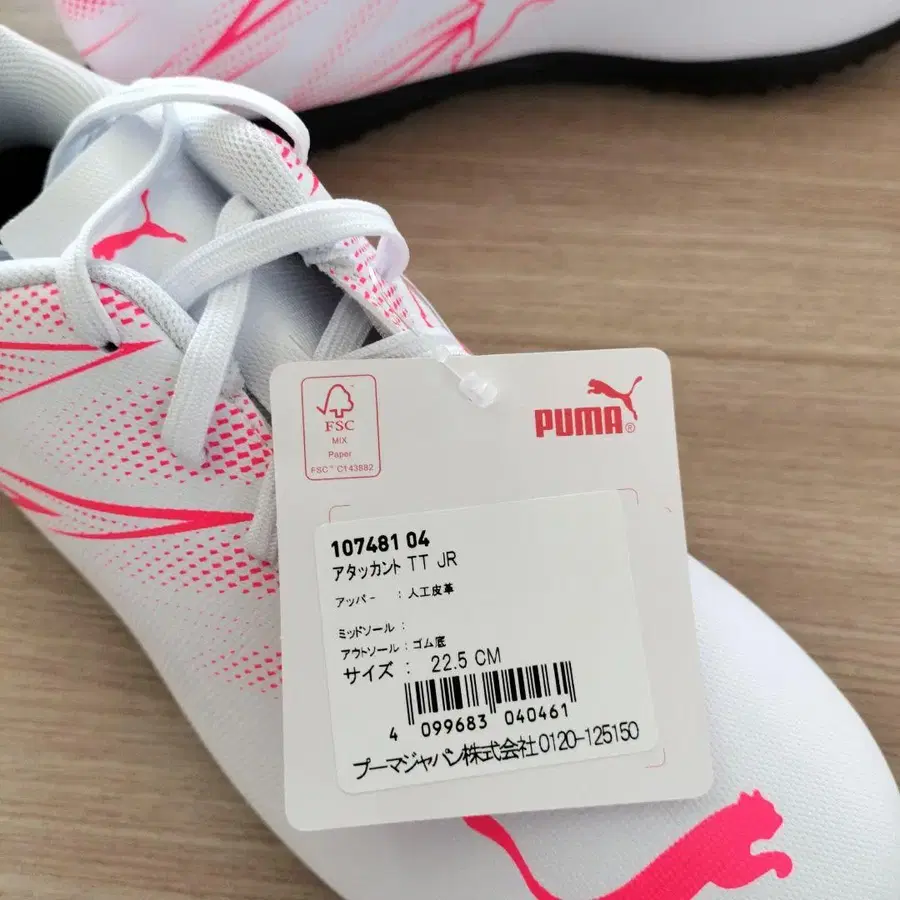 FSC
MIX
Paper
FSC™ C143882
PUMA®
107481 04
アタッカント TT JR
アッパー : 人工皮革
ミッドソール :
アウトソール : ゴム底
サイズ : 22.5 CM
4 099683 040461
プーマジャパン株式会社 0120-125150